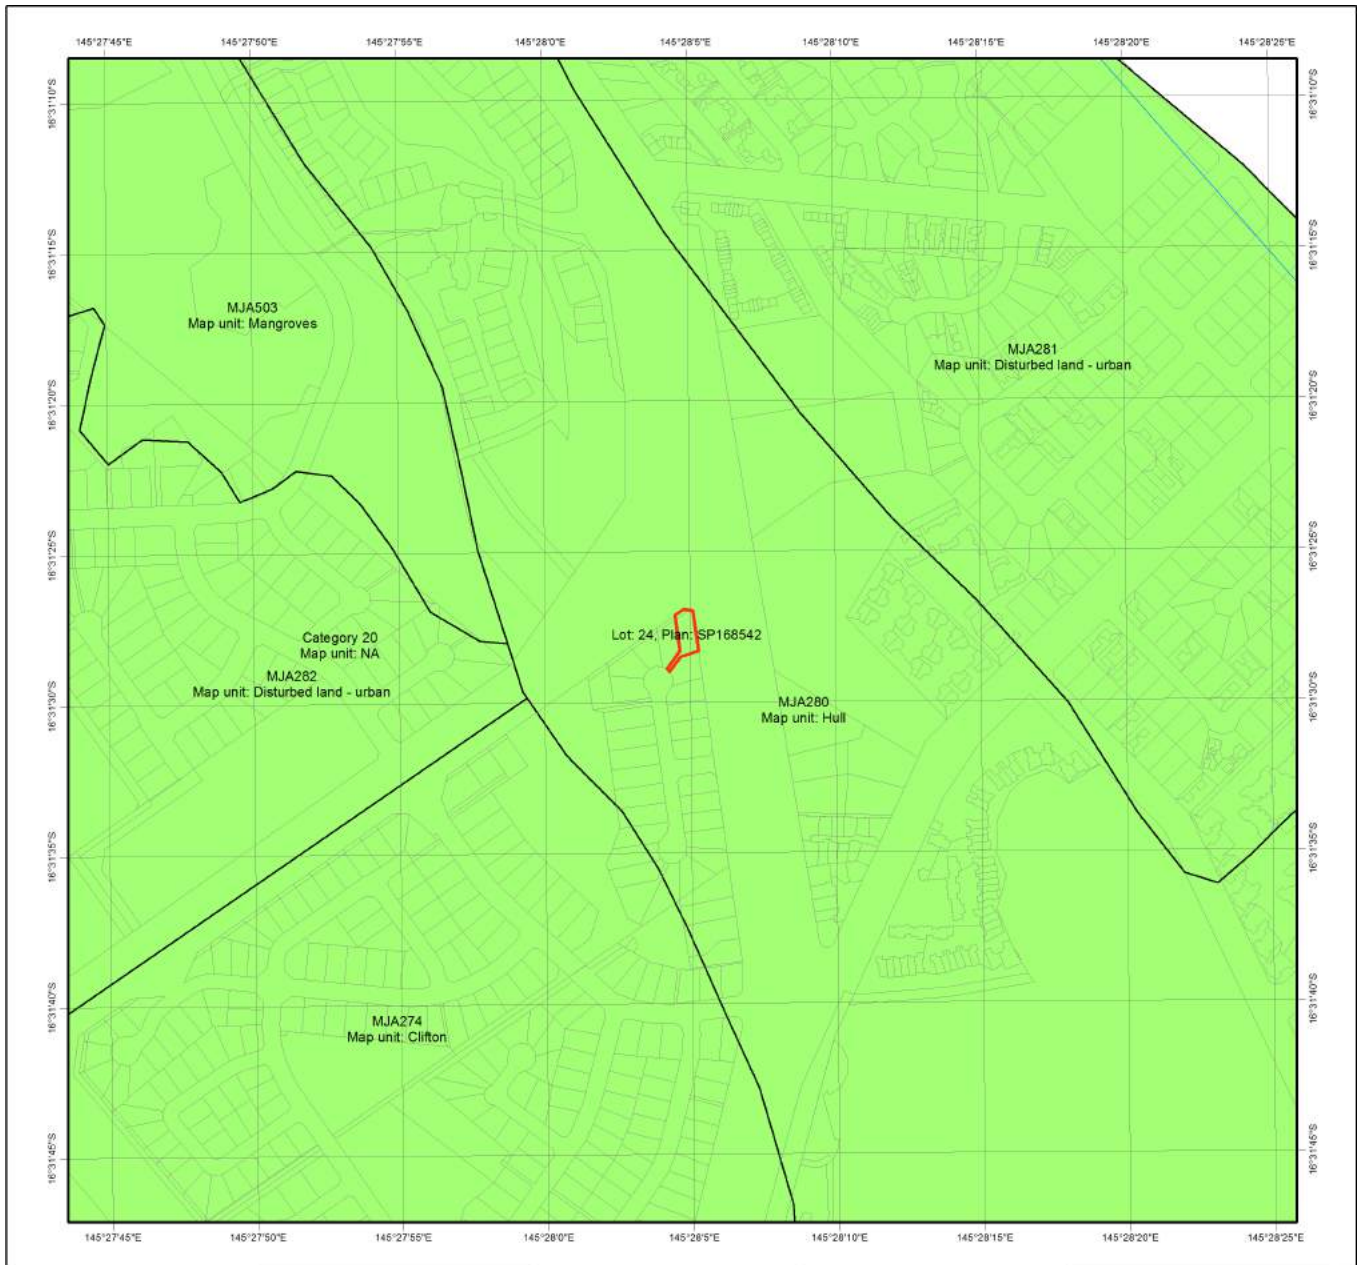 145°27'45"E 145°27'50"E 145°27'55"E 145°28'0"E 145°28'5"E 145°28'10"E 145°28'15"E 145°28'20"E 145°28'25"E
16°31'10"S 16°31'10"S
16°31'15"S 16°31'15"S
MJA503
Map unit: Mangroves
MJA281
Map unit: Disturbed land - urban
16°31'20"S 16°31'20"S
16°31'25"S 16°31'25"S
Lot: 24, Plan: SP168542
Category 20
Map unit: NA
MJA282
Map unit: Disturbed land - urban
MJA280
Map unit: Hull
16°31'30"S 16°31'30"S
16°31'35"S 16°31'35"S
16°31'40"S 16°31'40"S
MJA274
Map unit: Clifton
16°31'45"S 16°31'45"S
145°27'45"E 145°27'50"E 145°27'55"E 145°28'0"E 145°28'5"E 145°28'10"E 145°28'15"E 145°28'20"E 145°28'25"E